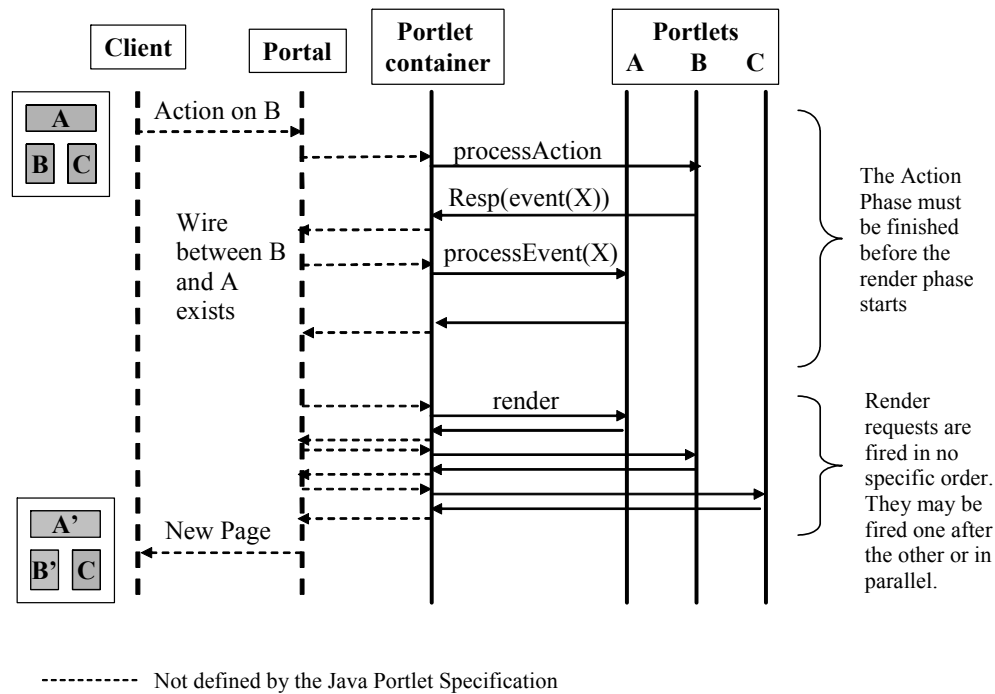 Client
Portal
Portlet
container
Portlets
A B C
A
B C
Action on B
processAction
Resp(event(X))
Wire
between B
and A
exists
processEvent(X)
The Action
Phase must
be finished
before the
render phase
starts
render
Render
requests are
fired in no
specific order.
They may be
fired one after
the other or in
parallel.
A’
B’ C
New Page
Not defined by the Java Portlet Specification